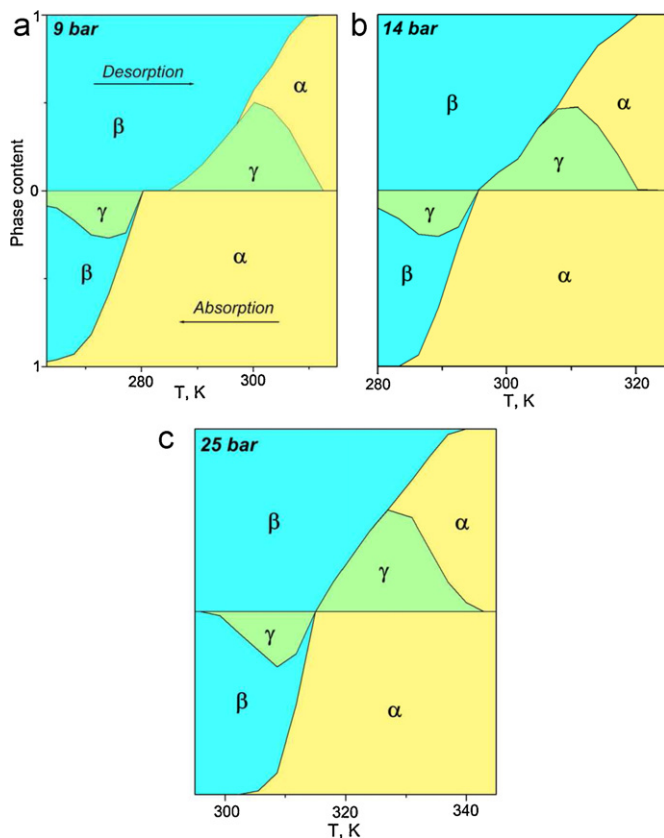 a
9 bar
Desorption
α
β
γ
Phase content
1
0
1
γ
α
β
Absorption
280
300
T, K
b
14 bar
β
α
γ
γ
β
α
280
300
320
T, K
c
25 bar
β
α
γ
γ
β
α
300
320
340
T, K